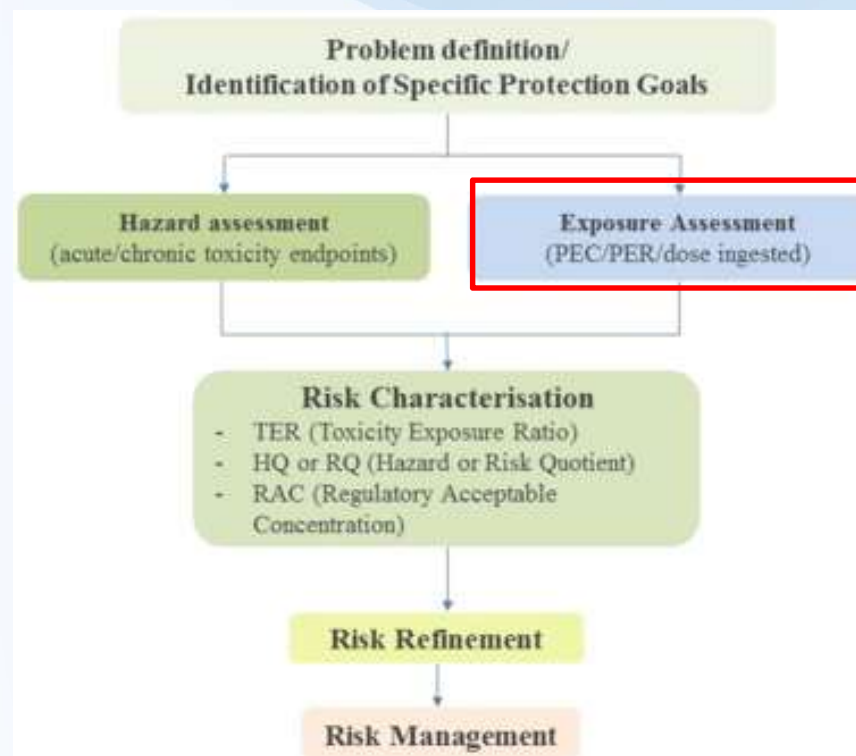 Problem definition/
Identification of Specific Protection Goals
Hazard assessment
(acute/chronic toxicity endpoints)
Exposure Assessment
(PEC/PER/dose ingested)
Risk Characterisation
- TER (Toxicity Exposure Ratio)
- HQ or RQ (Hazard or Risk Quotient)
- RAC (Regulatory Acceptable
Concentration)
Risk Refinement
Risk Management